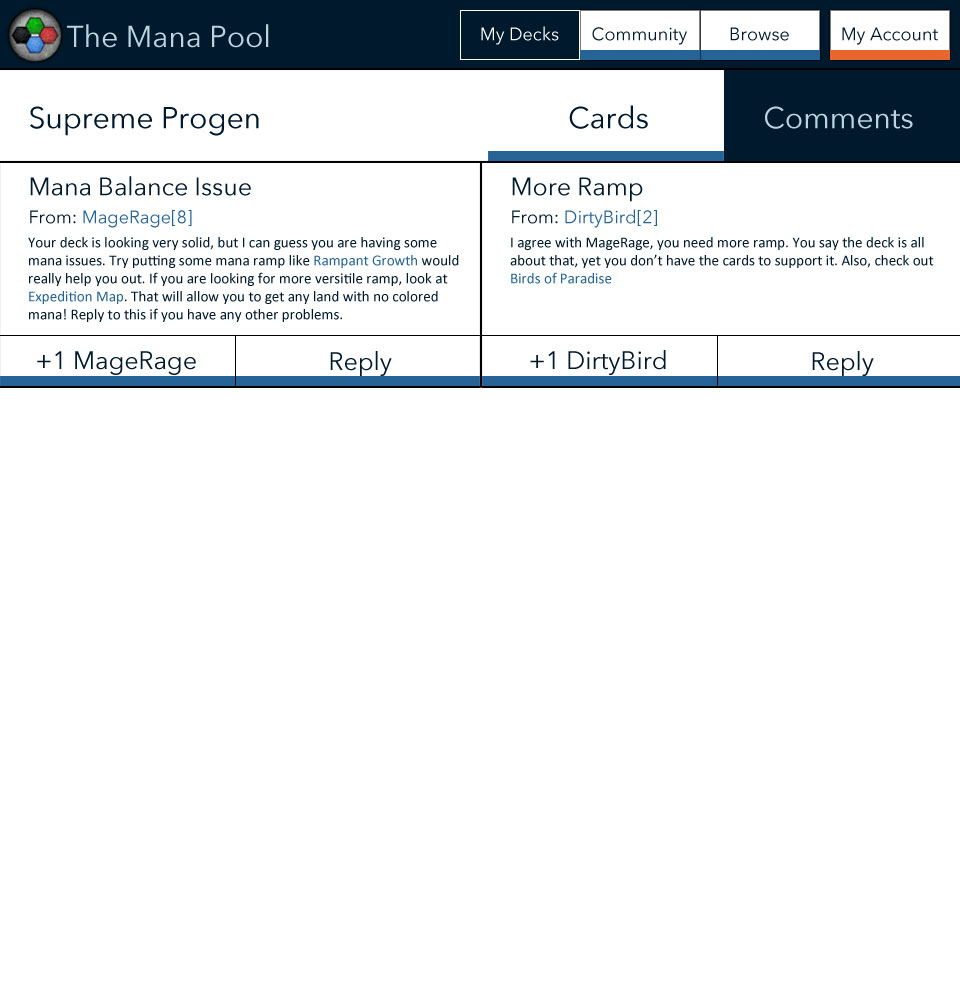 The Mana Pool
My Decks
Community
Browse
My Account
Supreme Progen
Cards
Comments
Mana Balance Issue
From: MageRage[8]
Your deck is looking very solid, but I can guess you are having some
mana issues. Try putting some mana ramp like Rampant Growth would
really help you out. If you are looking for more versitile ramp, look at
Expedition Map. That will allow you to get any land with no colored
mana! Reply to this if you have any other problems.
+1 MageRage
Reply
More Ramp
From: DirtyBird[2]
I agree with MageRage, you need more ramp. You say the deck is all
about that, yet you don’t have the cards to support it. Also, check out
Birds of Paradise
+1 DirtyBird
Reply